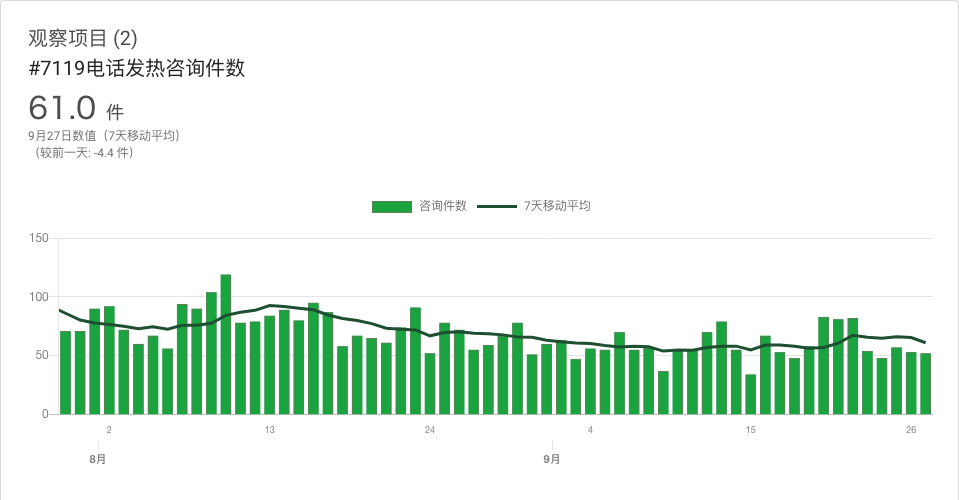 观察项目 (2)
#7119电话发热咨询件数
61.0 件
9月27日数值（7天移动平均）
（较前一天: -4.4 件）
咨询件数 7天移动平均
150
100
50
0
2 13 24 4 15 26
8月 9月